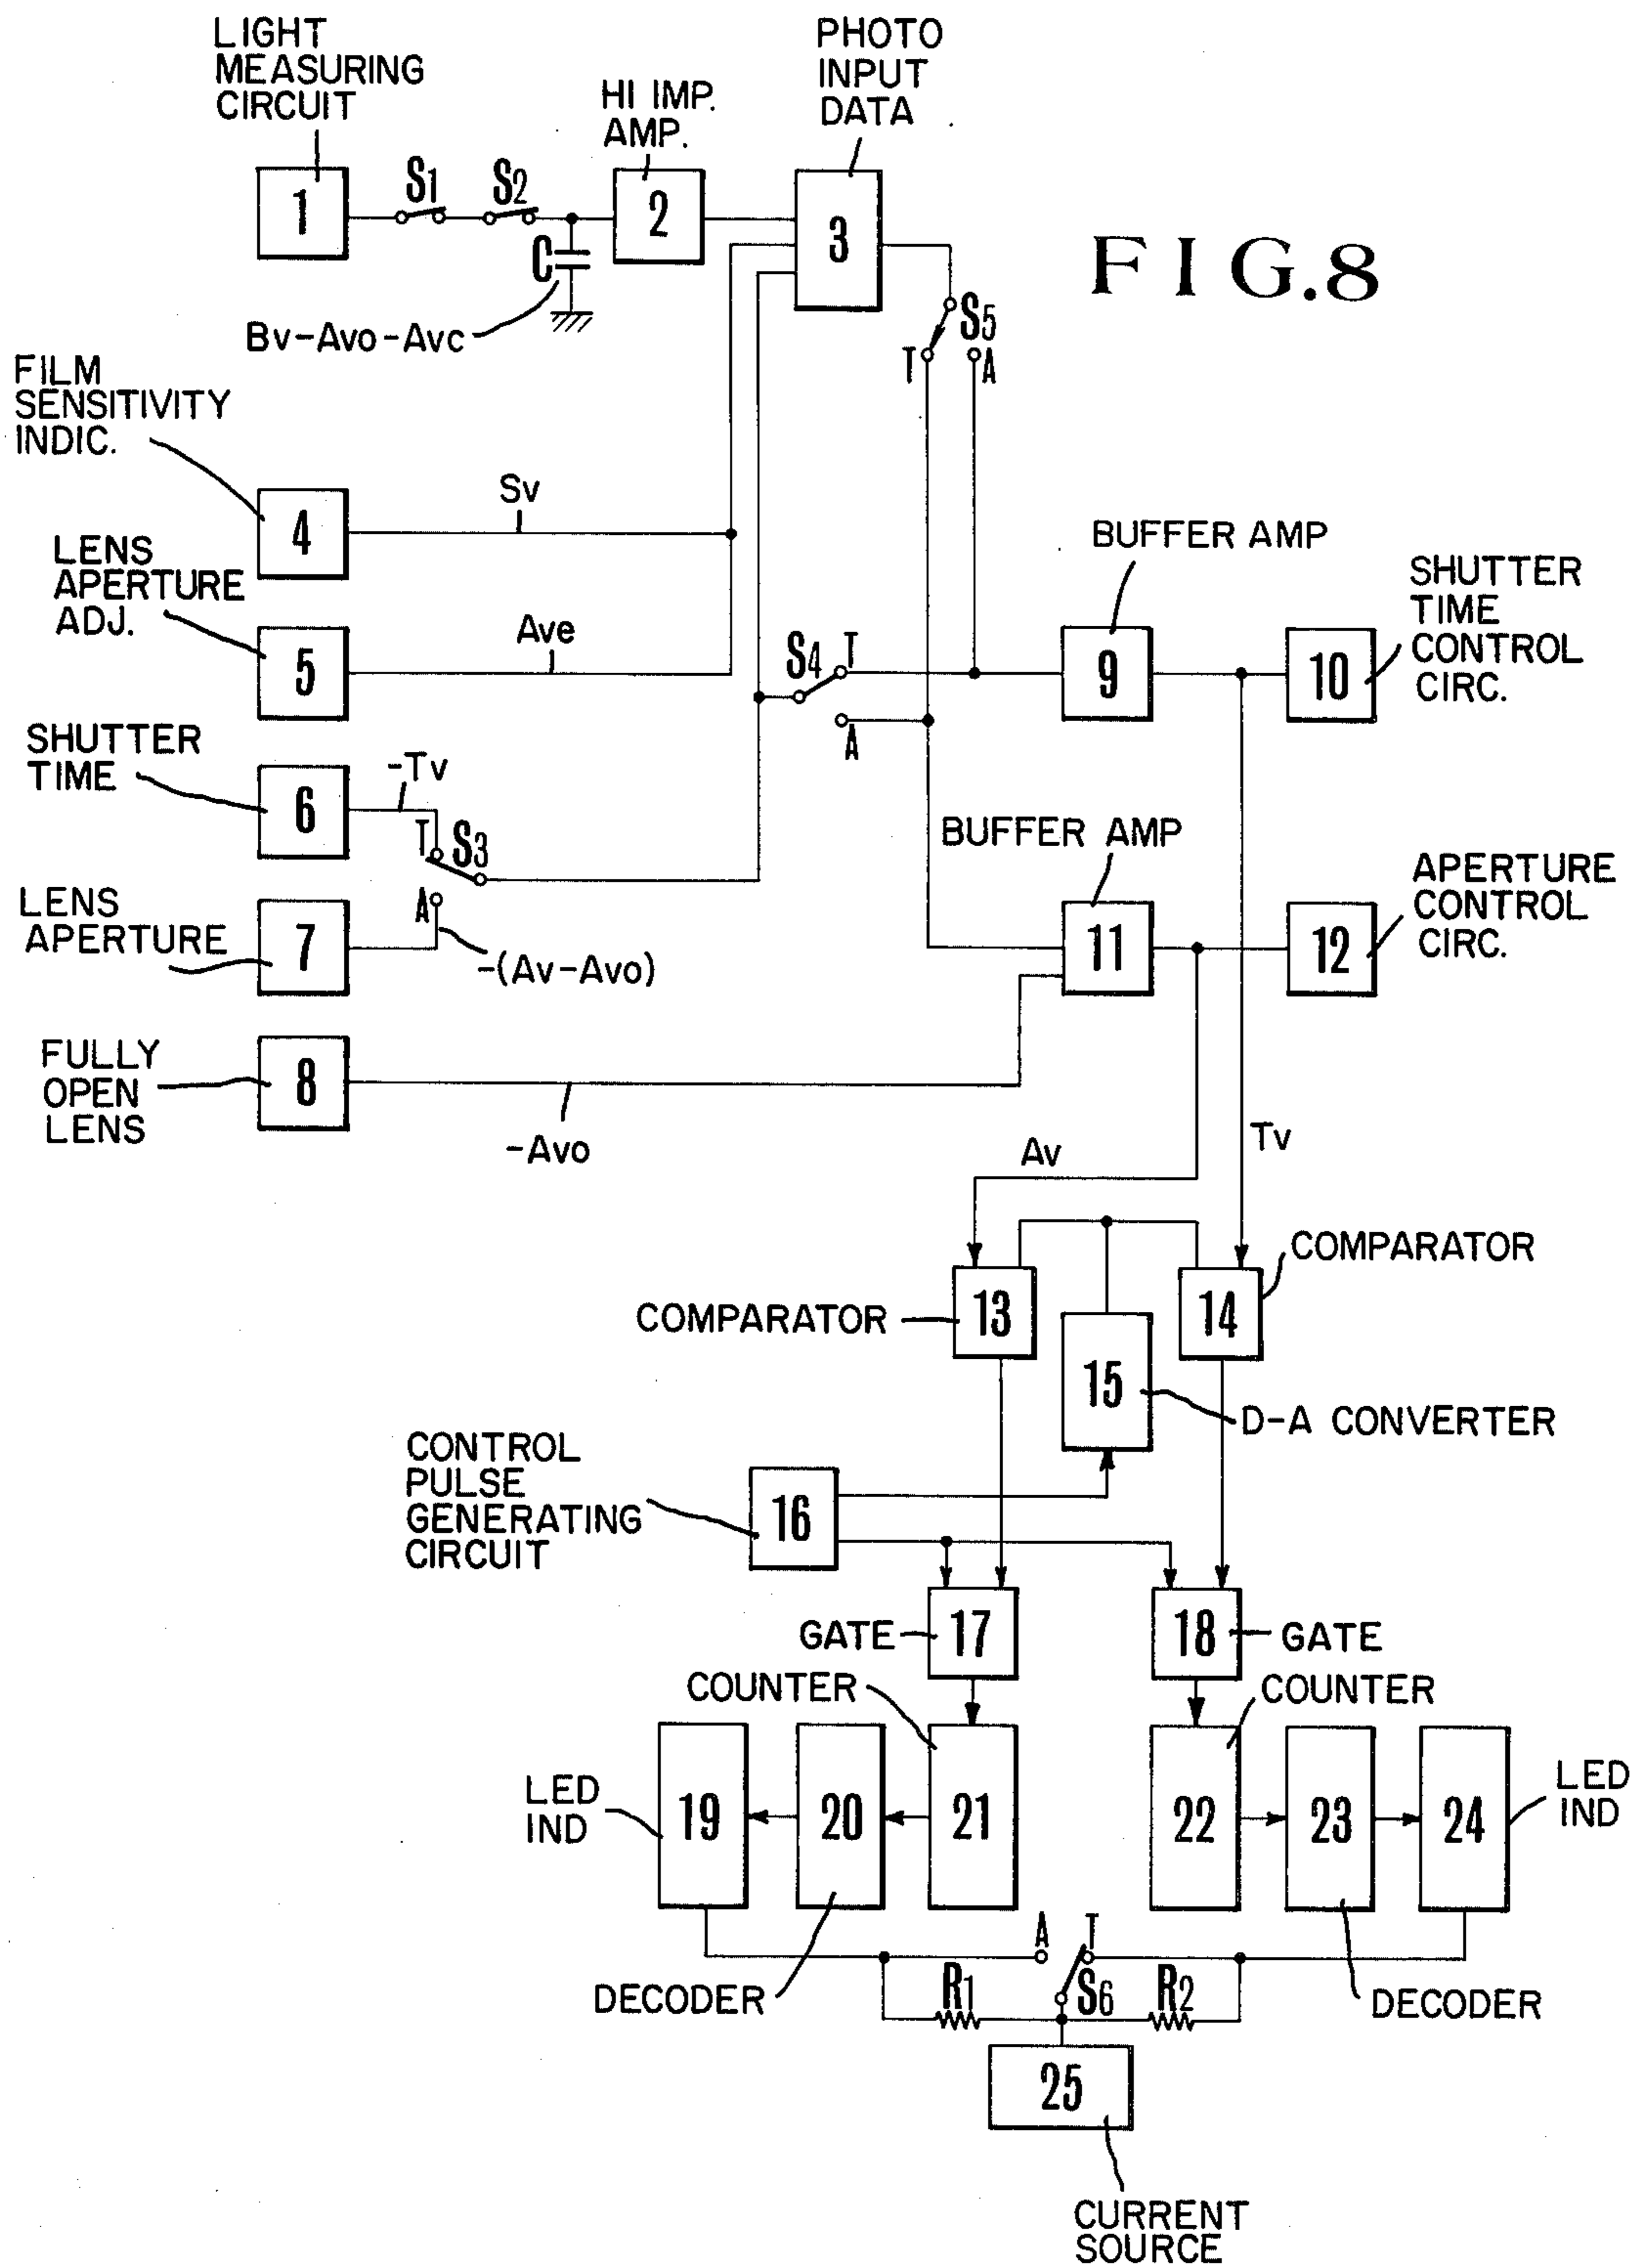 LIGHT
MEASURING
CIRCUIT
PHOTO
INPUT
DATA
HI IMP.
AMP.
1
S1
S2
2
3
C
FIG.8
Bv-Avo-Avc
S5
T
A
FILM
SENSITIVITY
INDIC.
4
Sv
LENS
APERTURE
ADJ.
5
Ave
BUFFER AMP
S4
T
A
9
10
SHUTTER
TIME
CONTROL
CIRC.
SHUTTER
TIME
6
-Tv
T
S3
A
LENS
APERTURE
7
-(Av-Avo)
BUFFER AMP
11
12
APERTURE
CONTROL
CIRC.
FULLY
OPEN
LENS
8
-Avo
Av
Tv
COMPARATOR
COMPARATOR
13
14
15
D-A CONVERTER
CONTROL
PULSE
GENERATING
CIRCUIT
16
GATE
17
18
GATE
COUNTER
COUNTER
LED
IND
19
20
21
22
23
24
LED
IND
A
T
DECODER
R1
S6
R2
DECODER
25
CURRENT
SOURCE